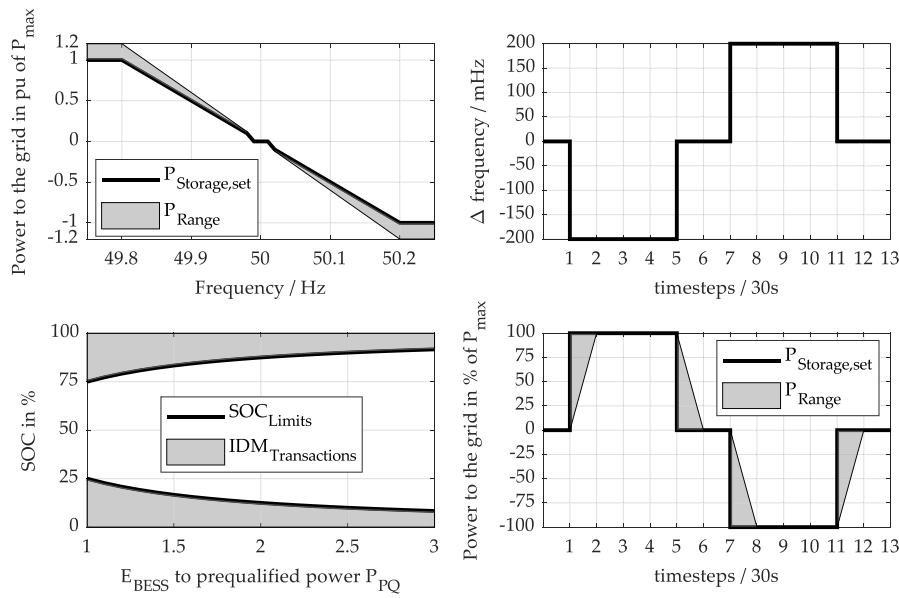 Power to the grid in pu of P_max
1.2
1
0.5
0
-0.5
-1
-1.2
P_Storage,set
P_Range
49.8 49.9 50 50.1 50.2
Frequency / Hz
Δ frequency / mHz
200
150
100
50
0
-50
-100
-150
-200
1 2 3 4 5 6 7 8 9 10 11 12 13
timesteps / 30s
SOC in %
100
75
50
25
0
SOC_Limits
IDM_Transactions
1 1.5 2 2.5 3
E_BESS to prequalified power P_PQ
Power to the grid in % of P_max
100
75
50
25
0
-25
-50
-75
-100
P_Storage,set
P_Range
1 2 3 4 5 6 7 8 9 10 11 12 13
timesteps / 30s